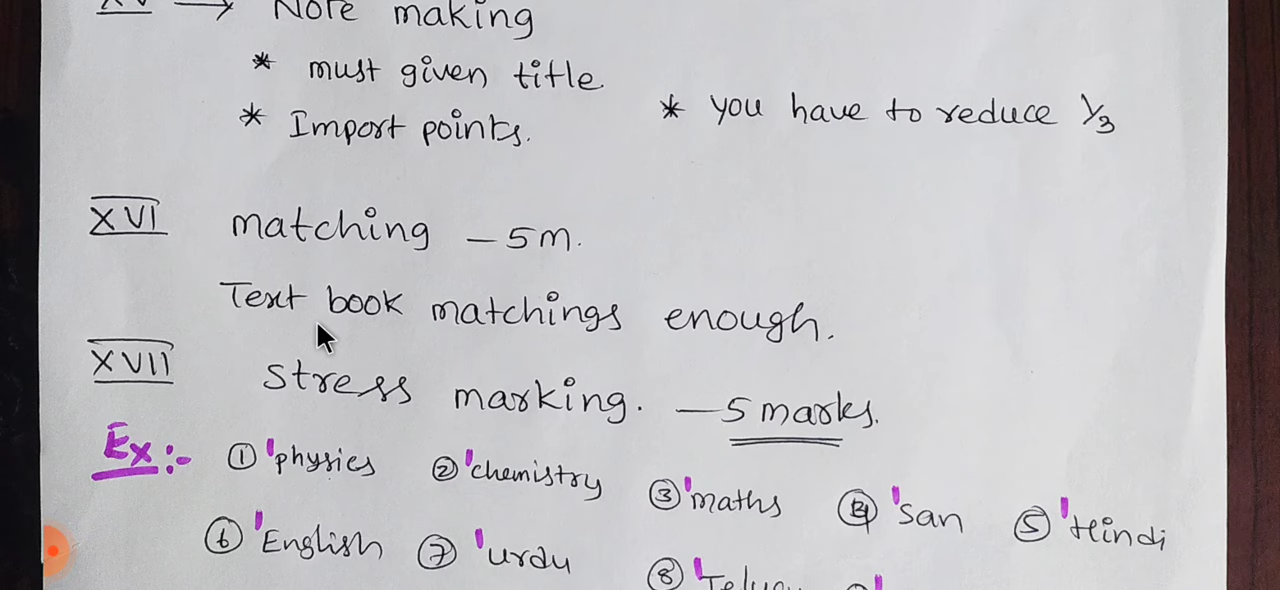 XV → Note making
* must given title
* Import points.
* you have to reduce 1/3
XVI matching - 5m.
Text book matchings enough.
XVII stress marking. - 5 marks.
Ex:- ① 'physics ② 'chemistry ③ 'maths ④ 'san ⑤ 'Hindi
⑥ 'English ⑦ 'urdu ⑧ 'Telugu